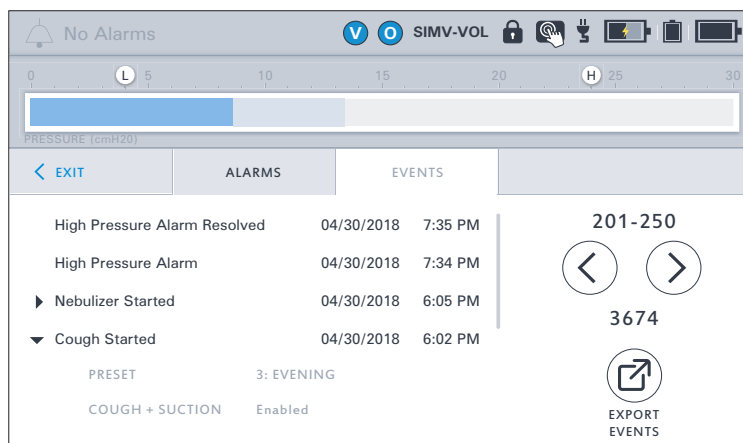 No Alarms V O SIMV-VOL
0 L 5 10 15 20 H 25 30
PRESSURE (cmH20)
EXIT ALARMS EVENTS
High Pressure Alarm Resolved 04/30/2018 7:35 PM
High Pressure Alarm 04/30/2018 7:34 PM
Nebulizer Started 04/30/2018 6:05 PM
Cough Started 04/30/2018 6:02 PM
PRESET 3: EVENING
COUGH + SUCTION Enabled
201-250
3674
EXPORT
EVENTS